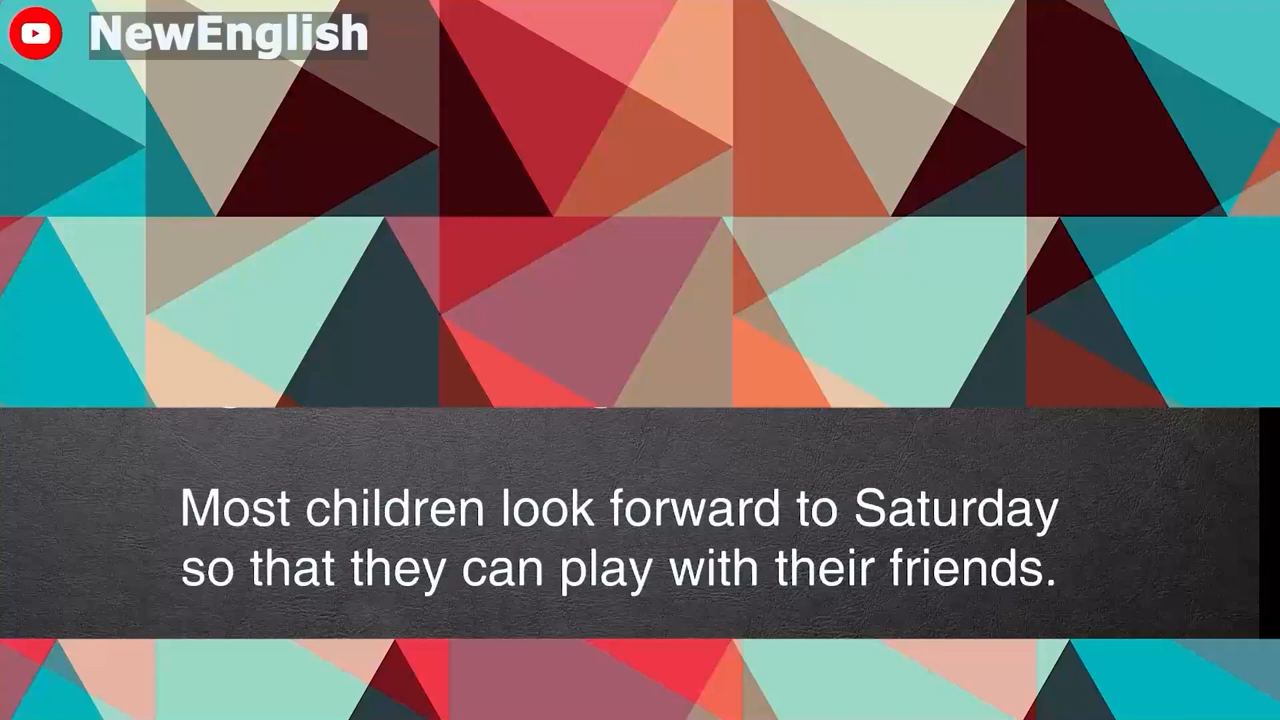 NewEnglish
Most children look forward to Saturday
so that they can play with their friends.